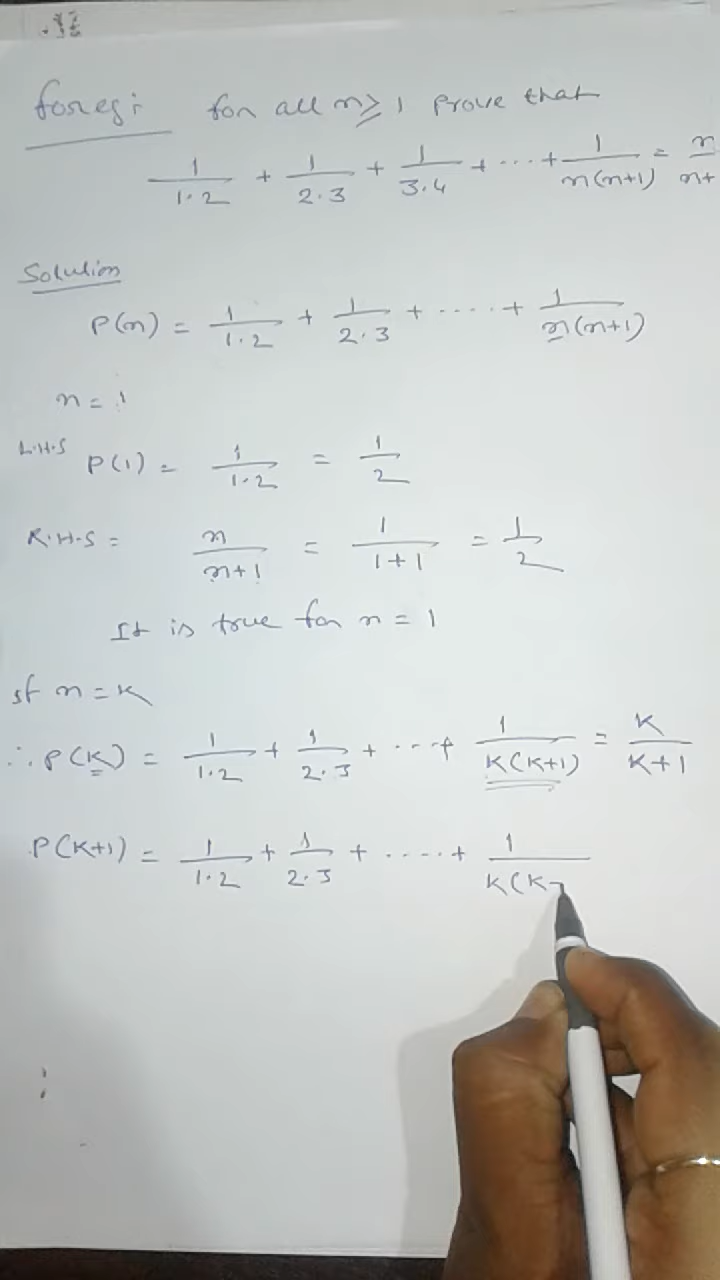 for eg:  for all n ≥ 1 prove that
1/1.2 + 1/2.3 + 1/3.4 + ... + 1/n(n+1) = n/n+
Solution
P(n) = 1/1.2 + 1/2.3 + .... + 1/n(n+1)
n = 1
L.H.S P(1) = 1/1.2 = 1/2
R.H.S = n/n+1 = 1/1+1 = 1/2
It is true for n = 1
If n = K
∴ P(K) = 1/1.2 + 1/2.3 + ... + 1/K(K+1) = K/K+1
P(K+1) = 1/1.2 + 1/2.3 + .... + 1/K(K